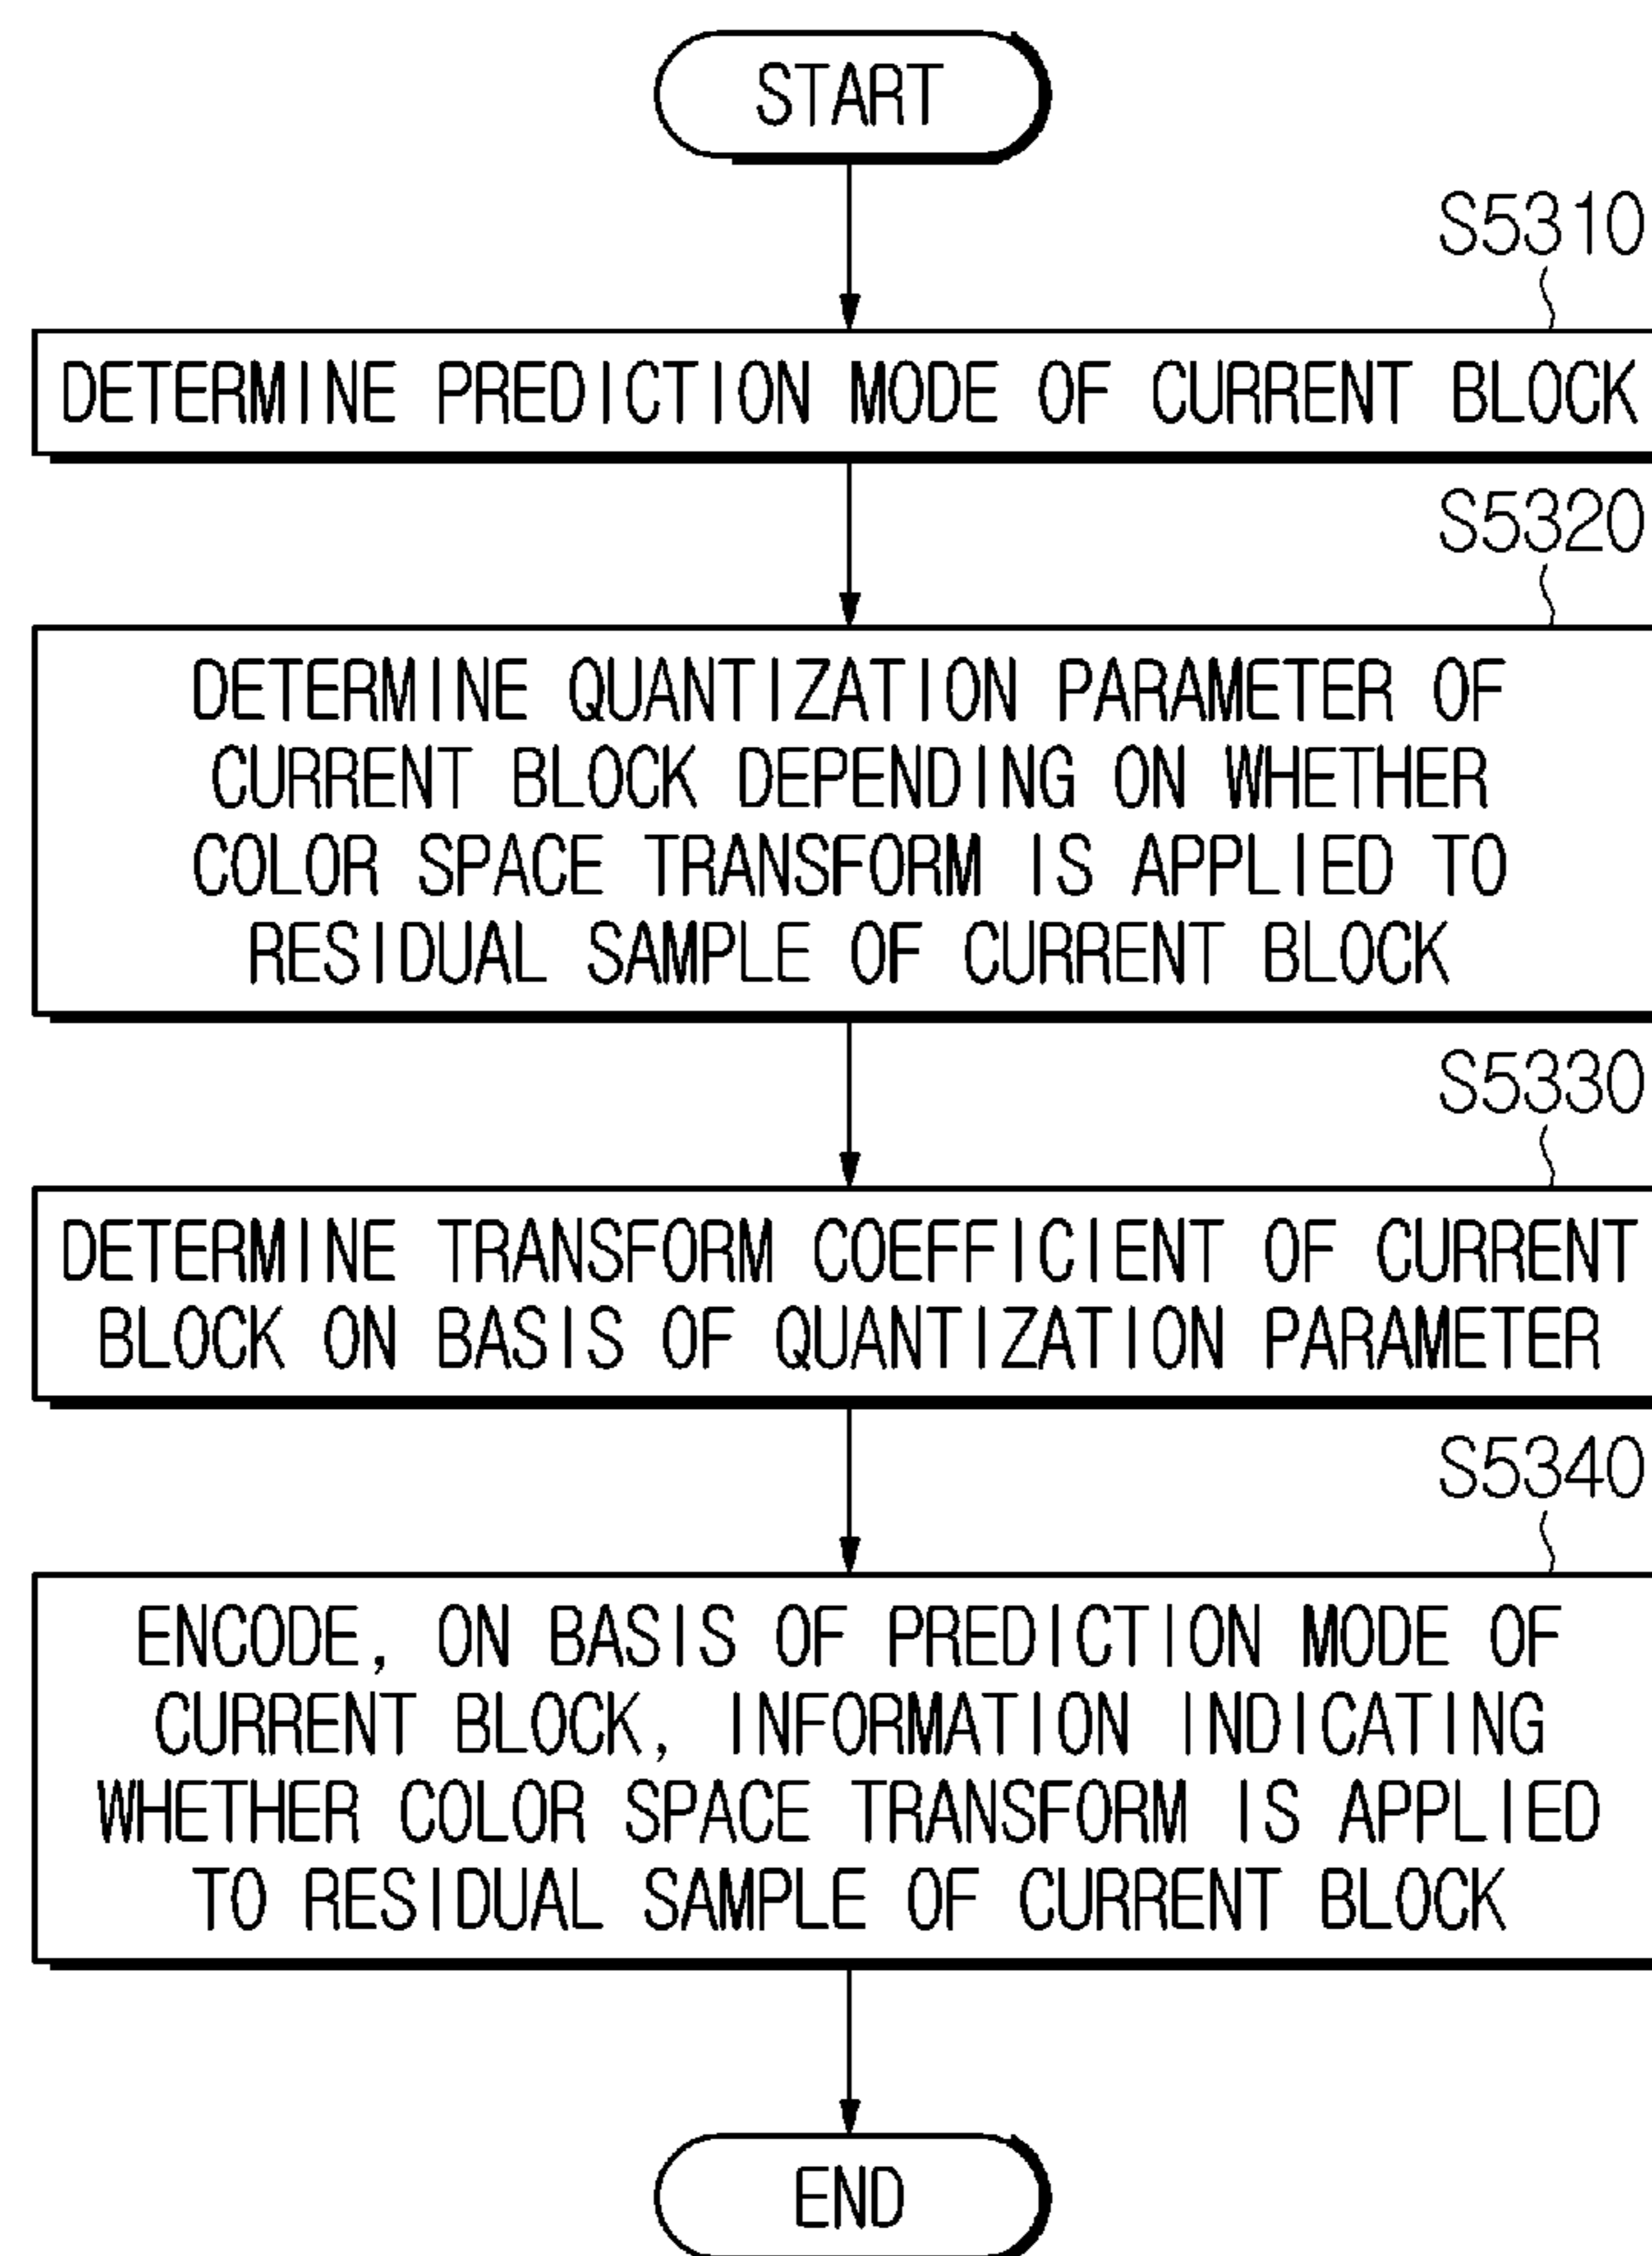 START
S5310
DETERMINE PREDICTION MODE OF CURRENT BLOCK
S5320
DETERMINE QUANTIZATION PARAMETER OF
CURRENT BLOCK DEPENDING ON WHETHER
COLOR SPACE TRANSFORM IS APPLIED TO
RESIDUAL SAMPLE OF CURRENT BLOCK
S5330
DETERMINE TRANSFORM COEFFICIENT OF CURRENT
BLOCK ON BASIS OF QUANTIZATION PARAMETER
S5340
ENCODE, ON BASIS OF PREDICTION MODE OF
CURRENT BLOCK, INFORMATION INDICATING
WHETHER COLOR SPACE TRANSFORM IS APPLIED
TO RESIDUAL SAMPLE OF CURRENT BLOCK
END